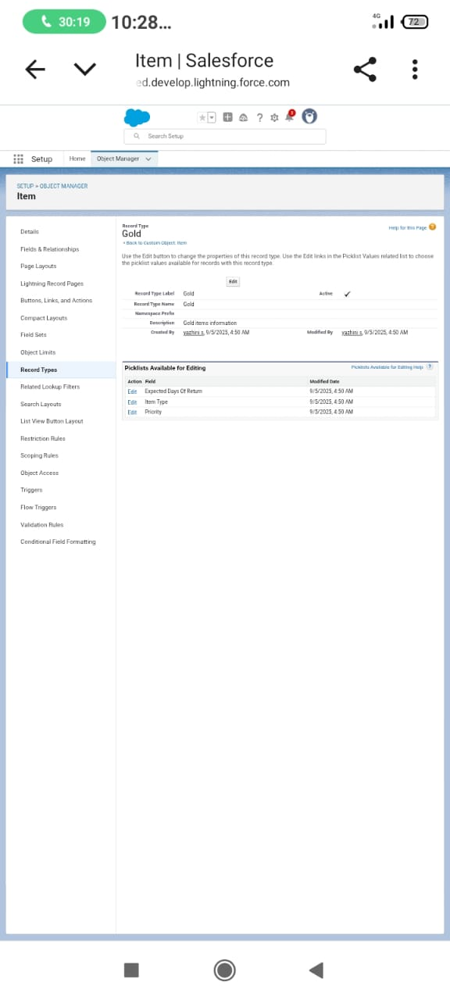 30:19 10:28... 4G 72
Item | Salesforce
ed.develop.lightning.force.com
3
Search Setup
Setup Home Object Manager
SETUP > OBJECT MANAGER
Item
Details
Fields & Relationships
Page Layouts
Lightning Record Pages
Buttons, Links, and Actions
Compact Layouts
Field Sets
Object Limits
Record Types
Related Lookup Filters
Search Layouts
List View Button Layout
Restriction Rules
Scoping Rules
Object Access
Triggers
Flow Triggers
Validation Rules
Conditional Field Formatting
Record Type
Gold
Help for this Page ?
« Back to Custom Object: Item
Use the Edit button to change the properties of this record type. Use the Edit links in the Picklist Values related list to choose
the picklist values available for records with this record type.
Edit
Record Type Label Gold Active ✓
Record Type Name Gold
Namespace Prefix
Description Gold items information
Created By yazhini s, 9/5/2025, 4:50 AM Modified By yazhini s, 9/5/2025, 4:50 AM
Picklists Available for Editing Picklists Available for Editing Help ?
Action Field Modified Date
Edit Expected Days Of Return 9/5/2025, 4:50 AM
Edit Item Type 9/5/2025, 4:50 AM
Edit Priority 9/5/2025, 4:50 AM